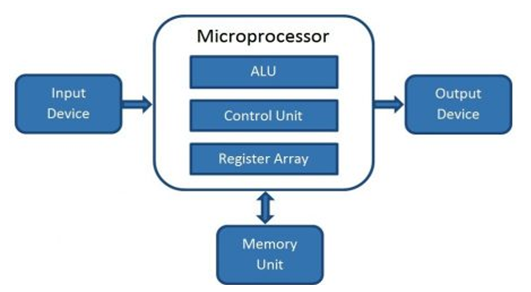 Microprocessor
ALU
Control Unit
Register Array
Input
Device
Output
Device
Memory
Unit